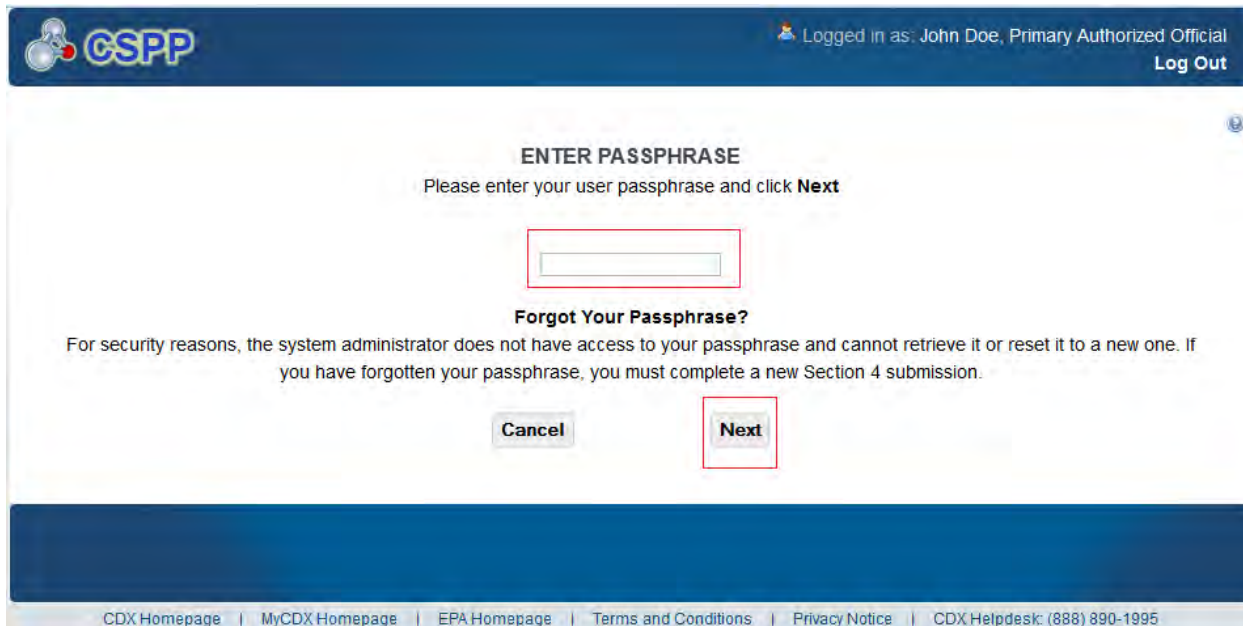 CSPP
Logged in as: John Doe, Primary Authorized Official
Log Out
ENTER PASSPHRASE
Please enter your user passphrase and click Next
Forgot Your Passphrase?
For security reasons, the system administrator does not have access to your passphrase and cannot retrieve it or reset it to a new one. If
you have forgotten your passphrase, you must complete a new Section 4 submission.
Cancel Next
CDX Homepage | MyCDX Homepage | EPA Homepage | Terms and Conditions | Privacy Notice | CDX Helpdesk: (888) 890-1995